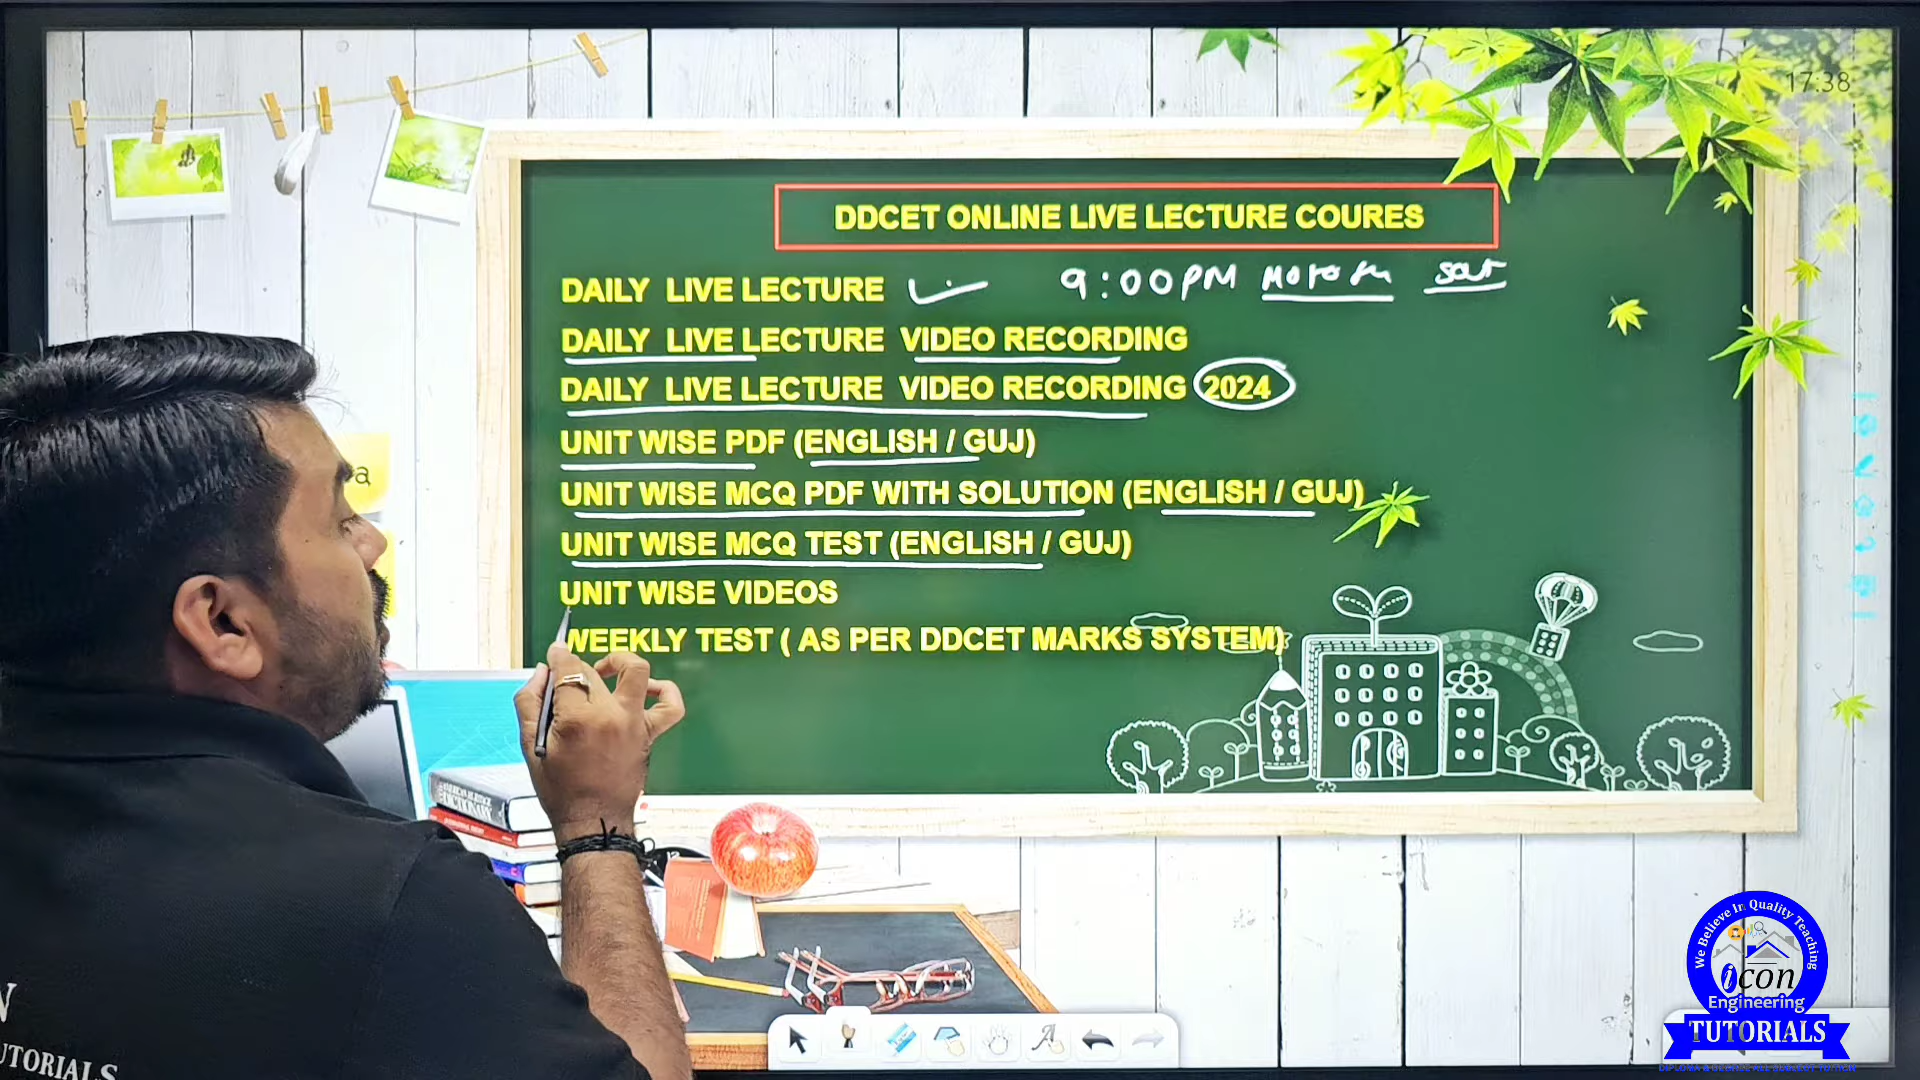 17:38
DDCET ONLINE LIVE LECTURE COURES
DAILY LIVE LECTURE 9:00PM sat
DAILY LIVE LECTURE VIDEO RECORDING
DAILY LIVE LECTURE VIDEO RECORDING 2024
UNIT WISE PDF (ENGLISH / GUJ)
UNIT WISE MCQ PDF WITH SOLUTION (ENGLISH / GUJ)
UNIT WISE MCQ TEST (ENGLISH / GUJ)
UNIT WISE VIDEOS
WEEKLY TEST ( AS PER DDCET MARKS SYSTEM)
DICTIONARY
We Believe In Quality Teaching
icon
Engineering
TUTORIALS
UTORIALS